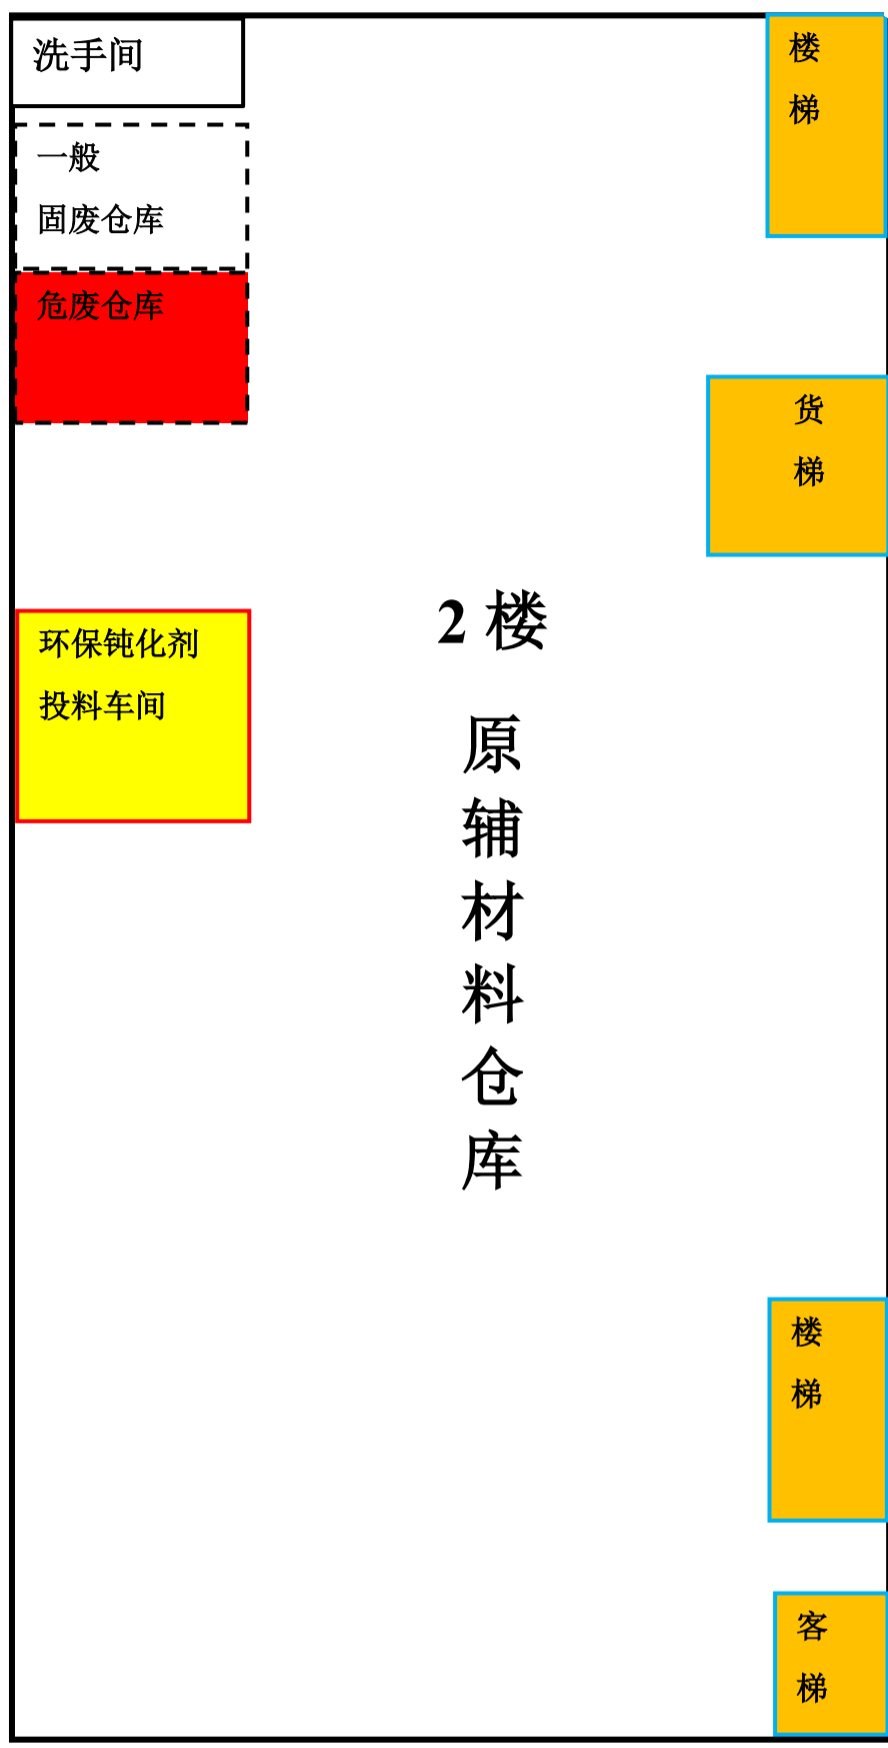 洗手间
一般
固废仓库
危废仓库
环保钝化剂
投料车间
2 楼
原
辅
材
料
仓
库
楼
梯
货
梯
楼
梯
客
梯